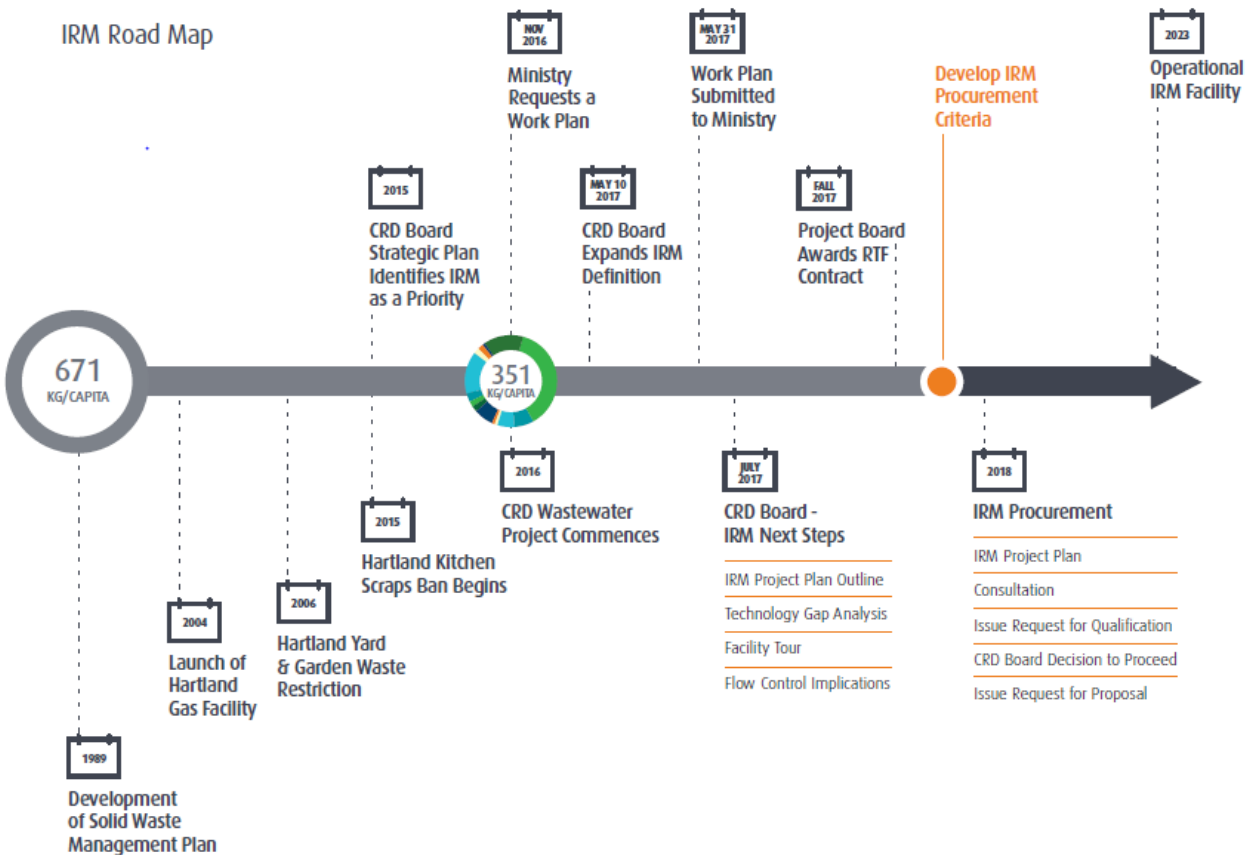 IRM Road Map
NOV
2016
Ministry
Requests a
Work Plan
MAY 31
2017
Work Plan
Submitted
to Ministry
Develop IRM
Procurement
Criteria
2023
Operational
IRM Facility
2015
CRD Board
Strategic Plan
Identifies IRM
as a Priority
MAY 10
2017
CRD Board
Expands IRM
Definition
FALL
2017
Project Board
Awards RTF
Contract
671
KG/CAPITA
351
KG/CAPITA
1989
Development
of Solid Waste
Management Plan
2004
Launch of
Hartland
Gas Facility
2006
Hartland Yard
& Garden Waste
Restriction
2015
Hartland Kitchen
Scraps Ban Begins
2016
CRD Wastewater
Project Commences
JULY
2017
CRD Board -
IRM Next Steps
IRM Project Plan Outline
Technology Gap Analysis
Facility Tour
Flow Control Implications
2018
IRM Procurement
IRM Project Plan
Consultation
Issue Request for Qualification
CRD Board Decision to Proceed
Issue Request for Proposal